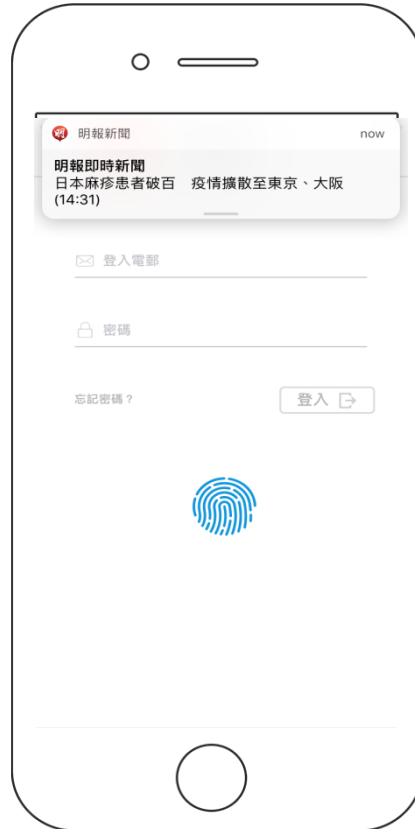 明報新聞 now
明報即時新聞
日本麻疹患者破百　疫情擴散至東京、大阪
(14:31)
登入電郵
密碼
忘記密碼？ 登入